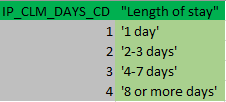 IP_CLM_DAYS_CD "Length of stay"
1 '1 day'
2 '2-3 days'
3 '4-7 days'
4 '8 or more days'